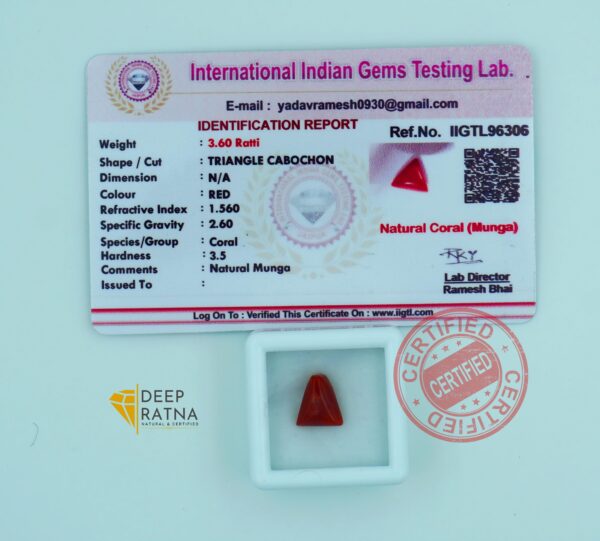 International Indian Gems Testing Lab.
E-mail : yadavramesh0930@gmail.com
IDENTIFICATION REPORT
Ref.No. IIGTL96306
Weight : 3.60 Ratti
Shape / Cut : TRIANGLE CABOCHON
Dimension : N/A
Colour : RED
Refractive Index : 1.560
Specific Gravity : 2.60
Species/Group : Coral
Hardness : 3.5
Comments : Natural Munga
Issued To :
Natural Coral (Munga)
Lab Director
Ramesh Bhai
Log On To : Verified This Certificate On : www.iigtl.com
CERTIFIED
CERTIFIED
CERTIFIED
DEEP
RATNA
NATURAL & CERTIFIED